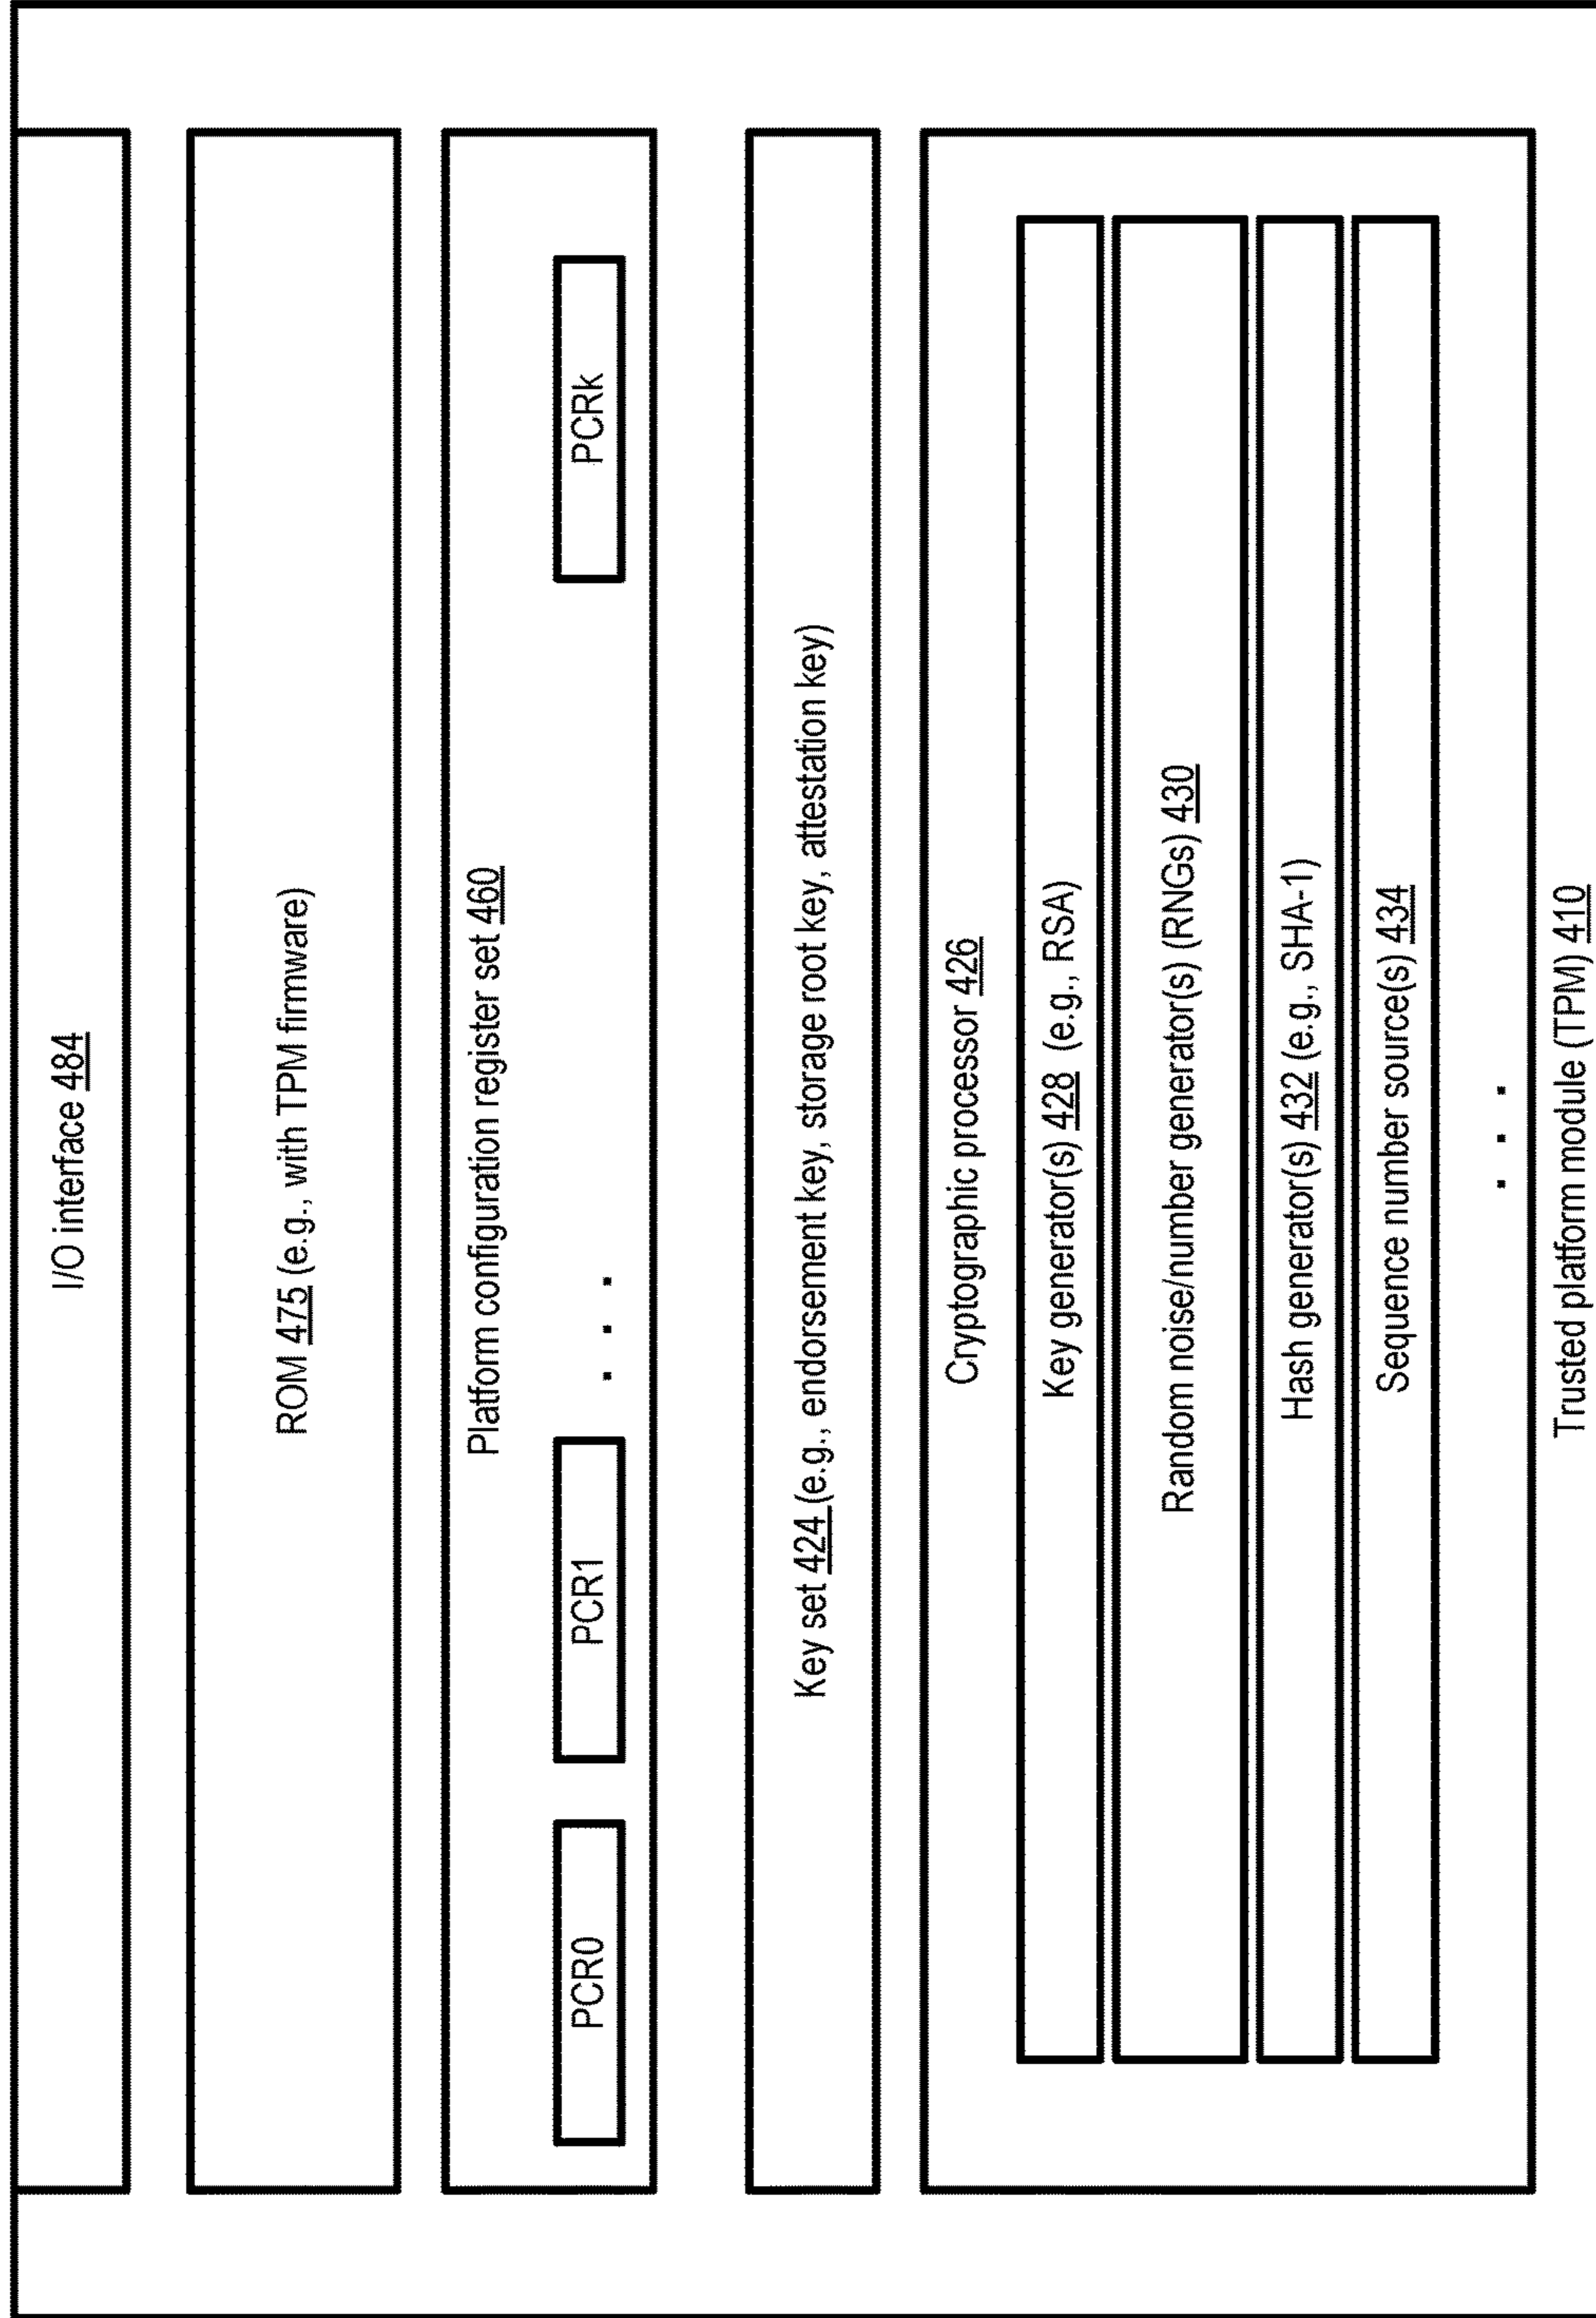 I/O interface 484
ROM 475 (e.g., with TPM firmware)
Platform configuration register set 460
PCR0
PCR1
. . .
PCRk
Key set 424 (e.g., endorsement key, storage root key, attestation key)
Cryptographic processor 426
Key generator(s) 428 (e.g., RSA)
Random noise/number generator(s) (RNGs) 430
Hash generator(s) 432 (e.g., SHA-1)
Sequence number source(s) 434
. . .
Trusted platform module (TPM) 410